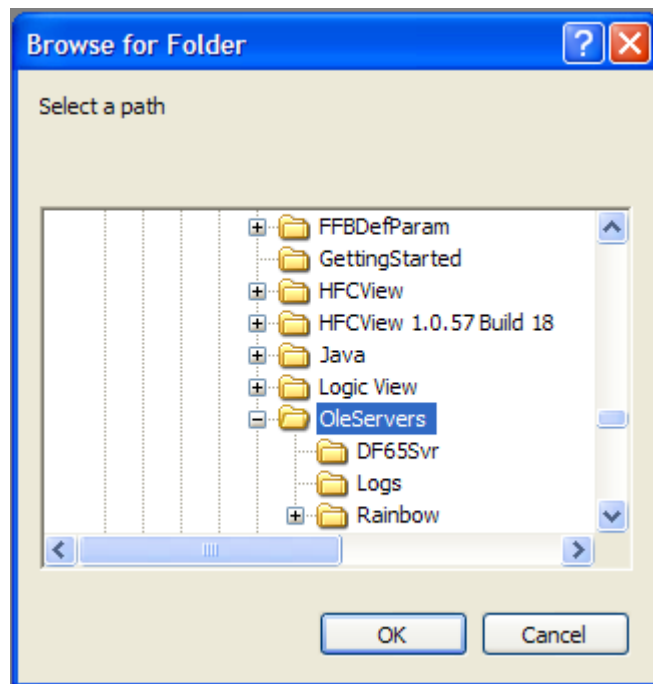 Browse for Folder
Select a path
FFBDefParam
GettingStarted
HFCView
HFCView 1.0.57 Build 18
Java
Logic View
OleServers
DF65Svr
Logs
Rainbow
OK Cancel